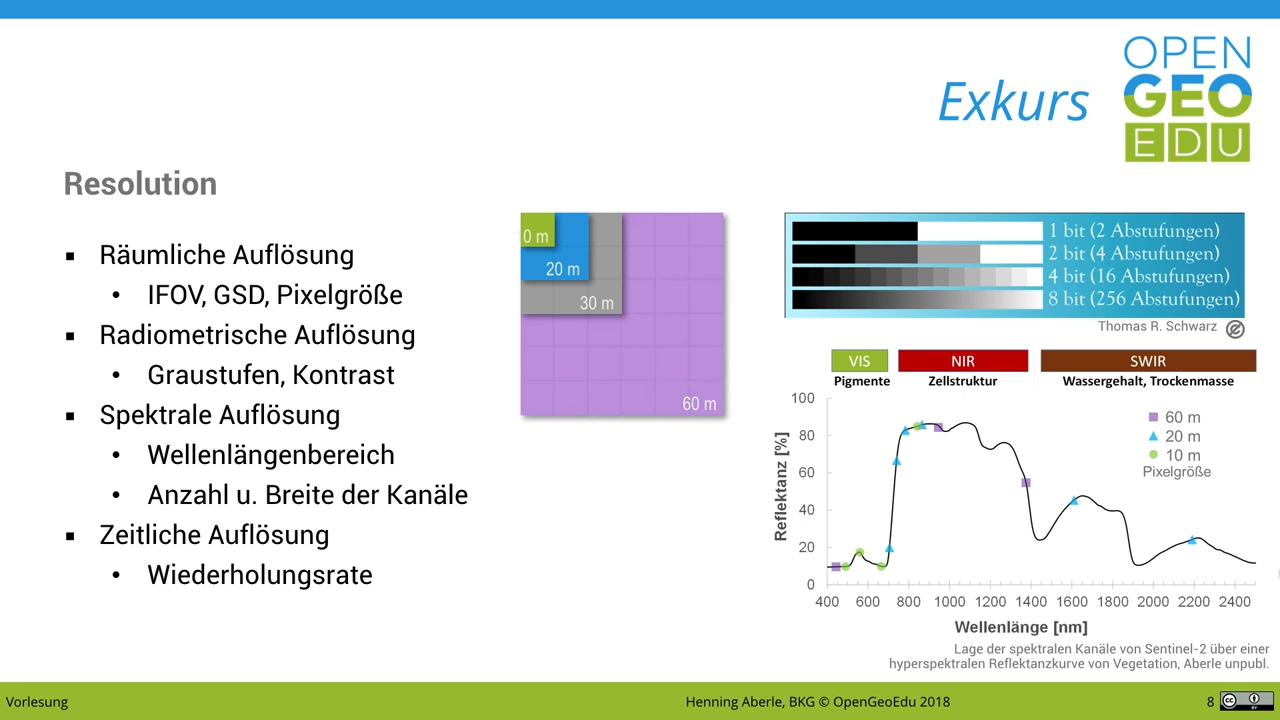 OPEN
GEO
EDU
Exkurs
Resolution
▪ Räumliche Auflösung
• IFOV, GSD, Pixelgröße
▪ Radiometrische Auflösung
• Graustufen, Kontrast
▪ Spektrale Auflösung
• Wellenlängenbereich
• Anzahl u. Breite der Kanäle
▪ Zeitliche Auflösung
• Wiederholungsrate
0 m
20 m
30 m
60 m
1 bit (2 Abstufungen)
2 bit (4 Abstufungen)
4 bit (16 Abstufungen)
8 bit (256 Abstufungen)
Thomas R. Schwarz
VIS NIR SWIR
Pigmente Zellstruktur Wassergehalt, Trockenmasse
Reflektanz [%]
100
80
60
40
20
0
60 m
20 m
10 m
Pixelgröße
400 600 800 1000 1200 1400 1600 1800 2000 2200 2400
Wellenlänge [nm]
Lage der spektralen Kanäle von Sentinel-2 über einer
hyperspektralen Reflektanzkurve von Vegetation, Aberle unpubl.
Vorlesung Henning Aberle, BKG © OpenGeoEdu 2018 8
cc BY